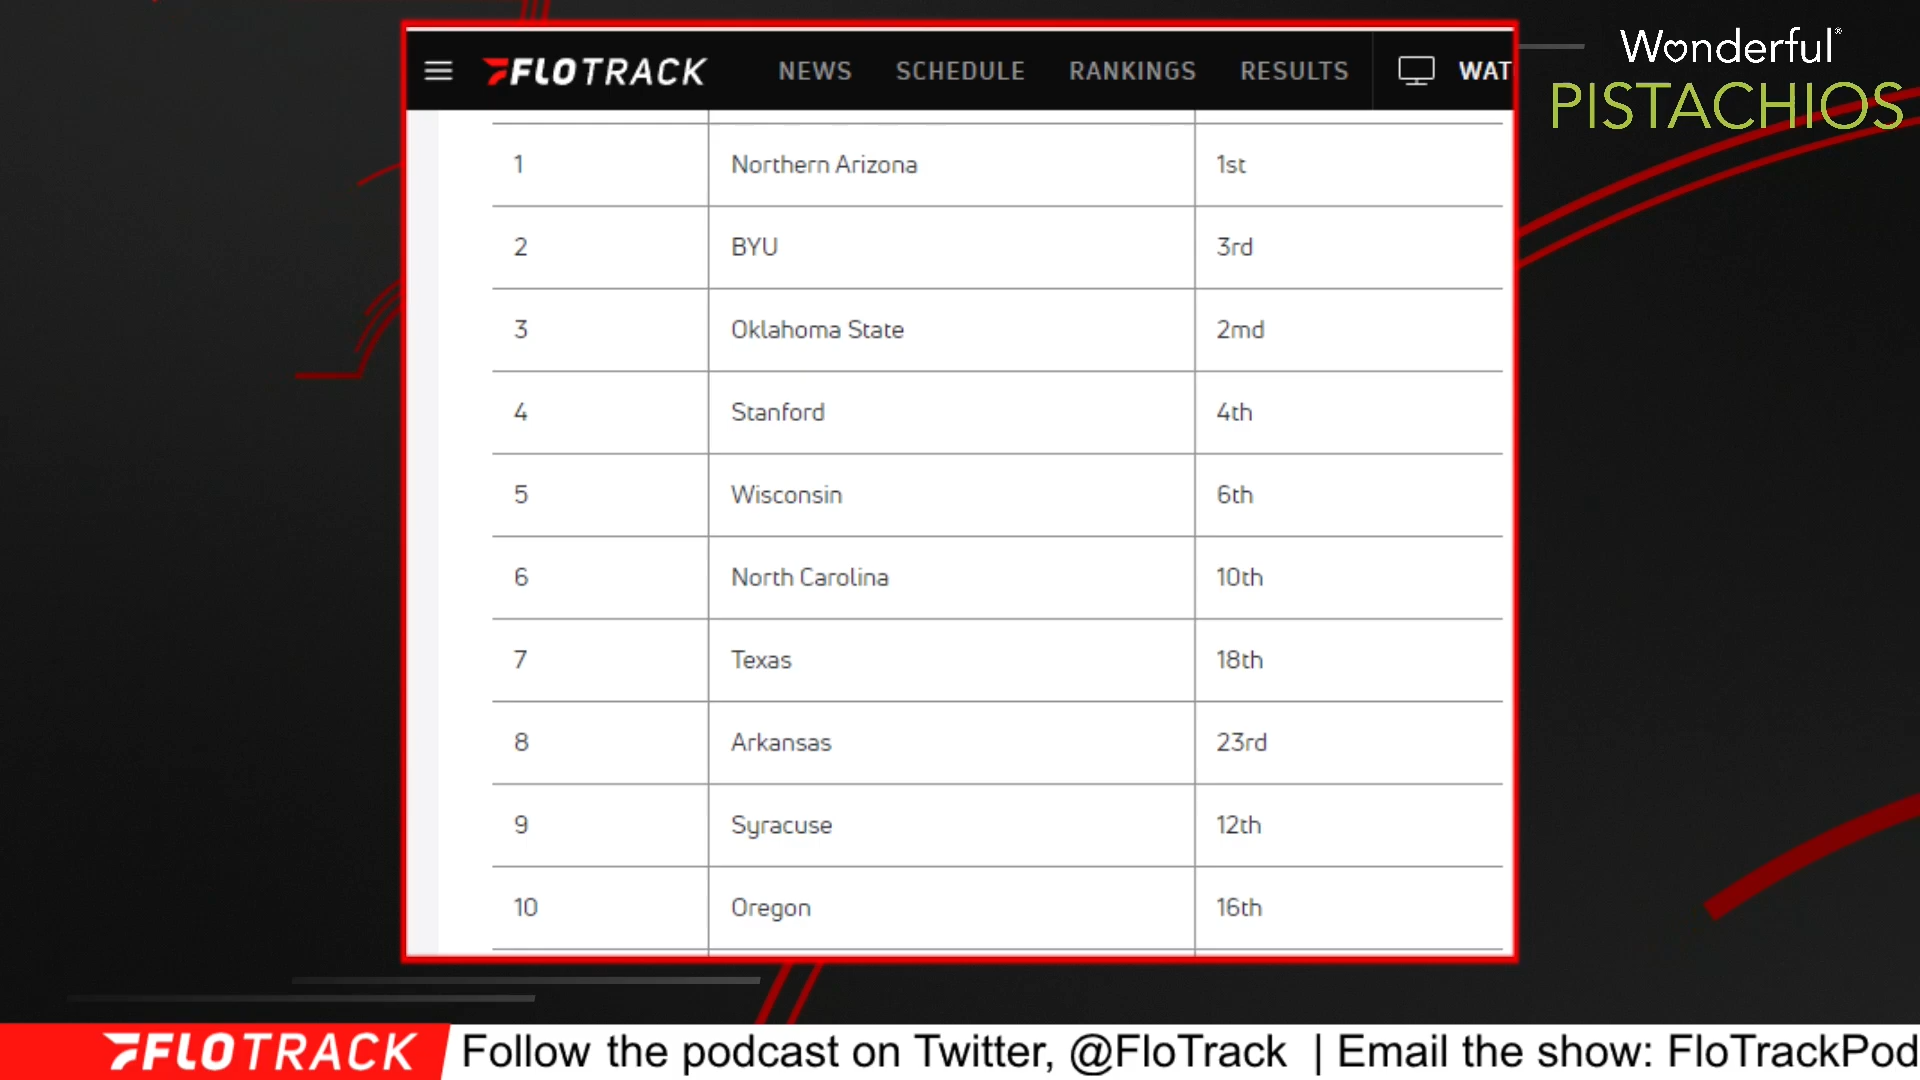 Wonderful®
PISTACHIOS
FLOTRACK NEWS SCHEDULE RANKINGS RESULTS WAT
1 Northern Arizona 1st
2 BYU 3rd
3 Oklahoma State 2md
4 Stanford 4th
5 Wisconsin 6th
6 North Carolina 10th
7 Texas 18th
8 Arkansas 23rd
9 Syracuse 12th
10 Oregon 16th
FLOTRACK Follow the podcast on Twitter, @FloTrack | Email the show: FloTrackPod